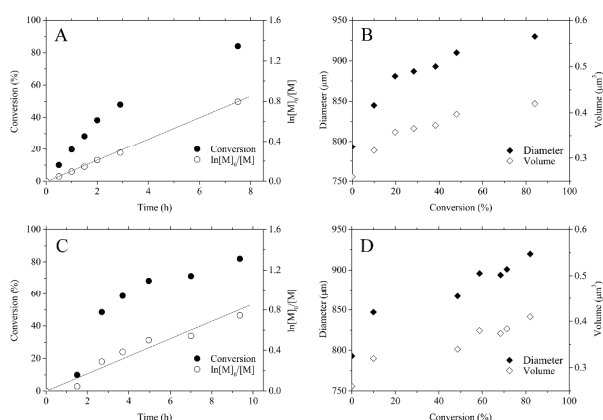 A
Conversion (%)
100
80
60
40
20
0
1.6
1.2
0.8
0.4
0.0
ln[M]₀/[M]
Conversion
ln[M]₀/[M]
0 2 4 6 8
Time (h)
B
Diameter (μm)
950
900
850
800
750
0.6
0.5
0.4
0.3
Volume (μm³)
Diameter
Volume
0 20 40 60 80 100
Conversion (%)
C
Conversion (%)
100
80
60
40
20
0
1.6
1.2
0.8
0.4
0.0
ln[M]₀/[M]
Conversion
ln[M]₀/[M]
0 2 4 6 8 10
Time (h)
D
Diameter (μm)
950
900
850
800
750
0.6
0.5
0.4
0.3
Volume (μm³)
Diameter
Volume
0 20 40 60 80 100
Conversion (%)